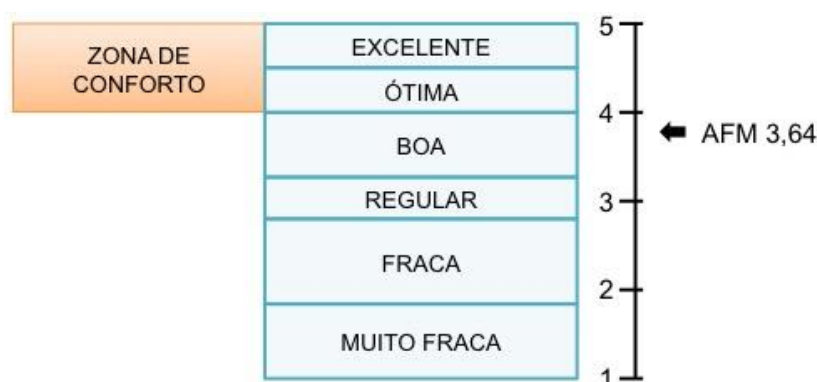 ZONA DE
CONFORTO
EXCELENTE
ÓTIMA
BOA
REGULAR
FRACA
MUITO FRACA
5
4
3
2
1
AFM 3,64